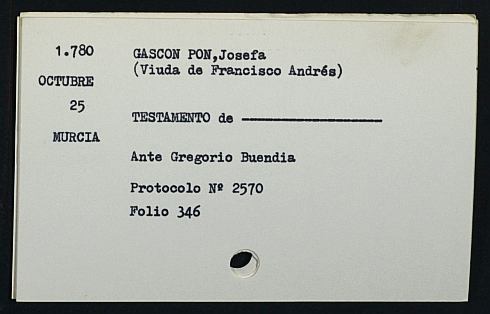 1.780
OCTUBRE
25
MURCIA
GASCON PON,Josefa
(Viuda de Francisco Andrés)
TESTAMENTO de ————————
Ante Gregorio Buendia
Protocolo Nº 2570
Folio 346